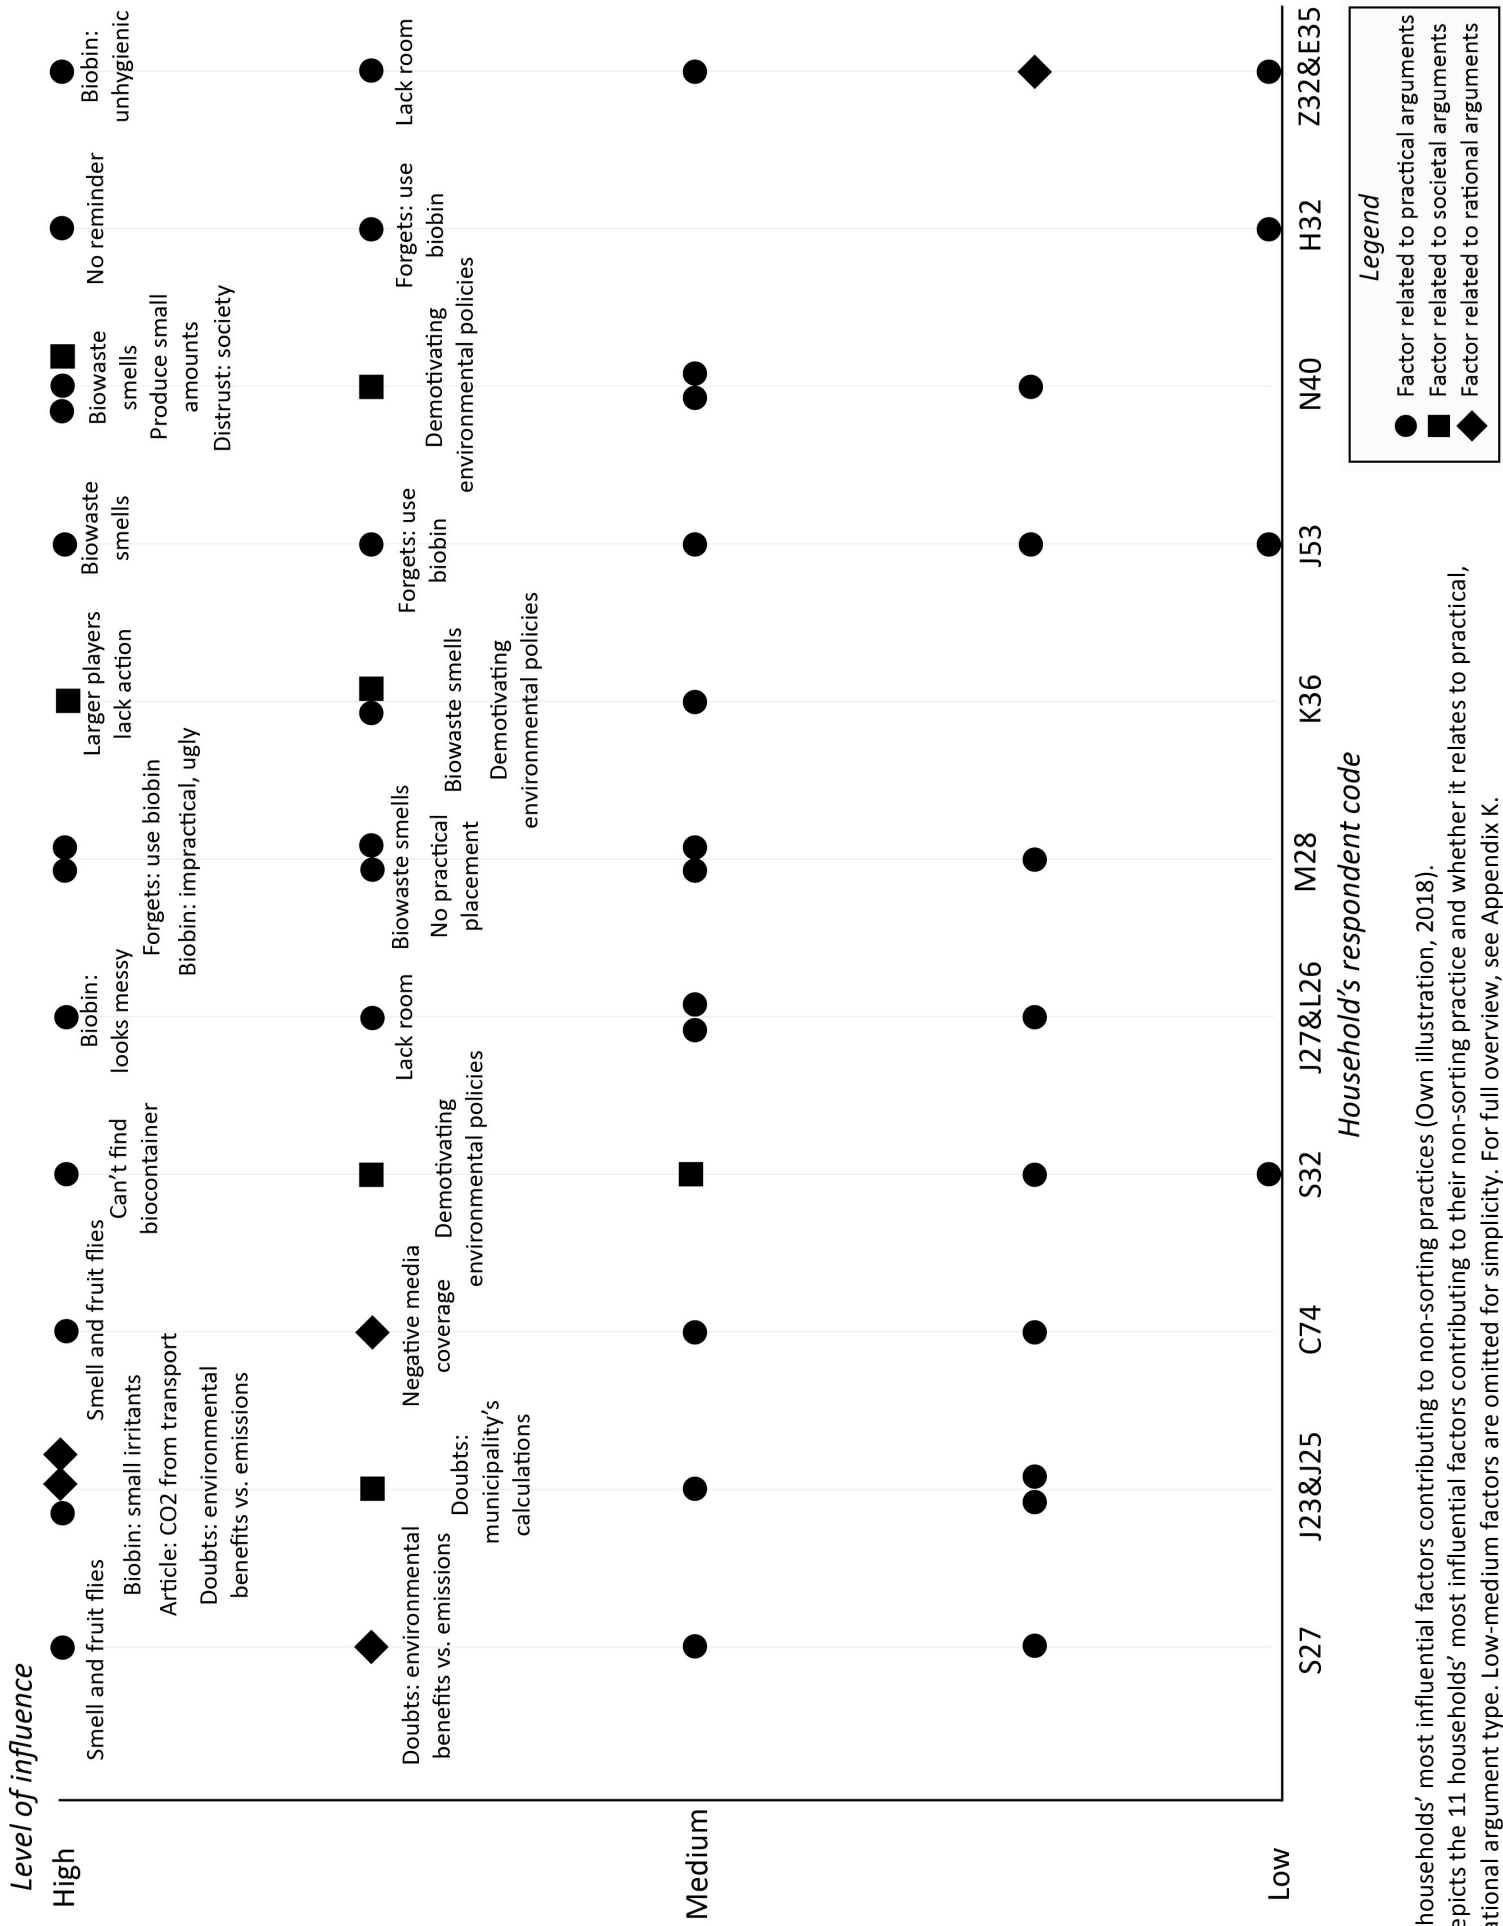 Level of influence
High
Smell and fruit flies
Biobin: small irritants
Article: CO2 from transport
Doubts: environmental
benefits vs. emissions
Smell and fruit flies
Can't find
biocontainer
Biobin:
looks messy
Forgets: use biobin
Biobin: impractical, ugly
Larger players
lack action
Biowaste
smells
Biowaste
smells
Produce small
amounts
Distrust: society
No reminder
Biobin:
unhygienic
Doubts: environmental
benefits vs. emissions
Doubts:
municipality's
calculations
Negative media
coverage
Demotivating
environmental policies
Lack room
Biowaste smells
No practical
placement
Biowaste smells
Demotivating
environmental policies
Forgets: use
biobin
Demotivating
environmental policies
Forgets: use
biobin
Lack room
Medium
Low
S27 J238&J25 C74 S32 J278&L26 M28 K36 J53 N40 H32 Z32&E35
Household's respondent code
Legend
Factor related to practical arguments
Factor related to societal arguments
Factor related to rational arguments
households' most influential factors contributing to non-sorting practices (Own illustration, 2018).
epicts the 11 households' most influential factors contributing to their non-sorting practice and whether it relates to practical,
ational argument type. Low-medium factors are omitted for simplicity. For full overview, see Appendix K.